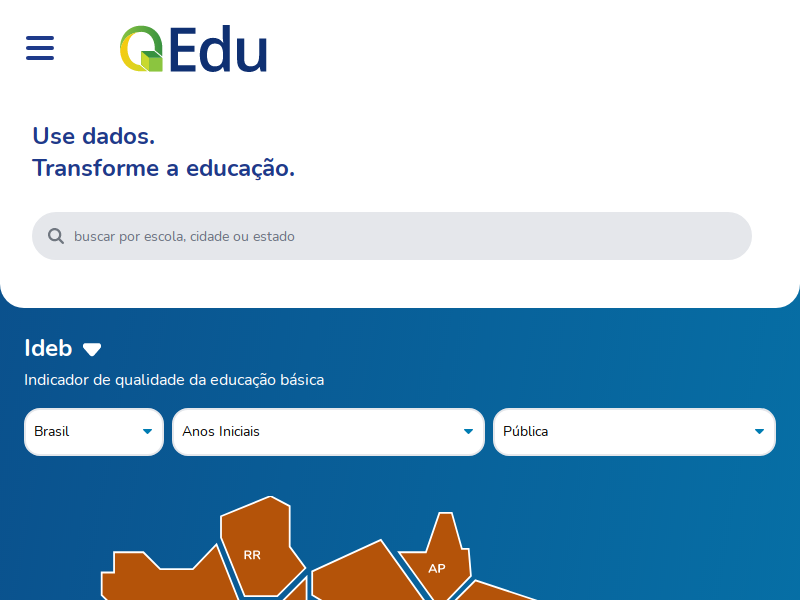 QEdu
Use dados.
Transforme a educação.
buscar por escola, cidade ou estado
Ideb
Indicador de qualidade da educação básica
Brasil
Anos Iniciais
Pública
RR
AP